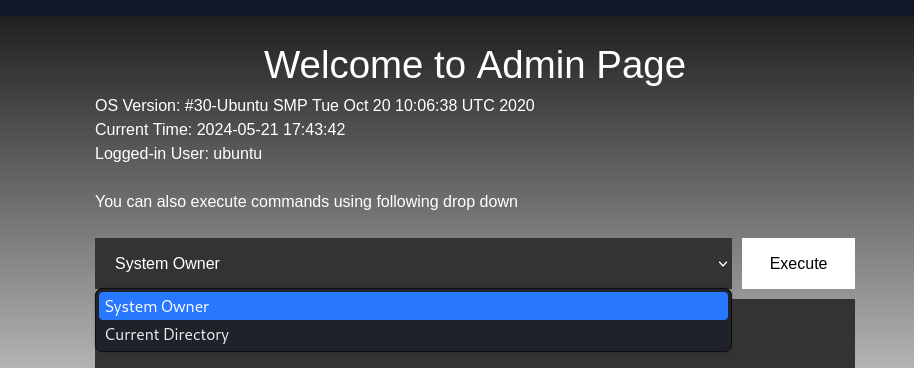 Welcome to Admin Page
OS Version: #30-Ubuntu SMP Tue Oct 20 10:06:38 UTC 2020
Current Time: 2024-05-21 17:43:42
Logged-in User: ubuntu
You can also execute commands using following drop down
System Owner
Execute
System Owner
Current Directory